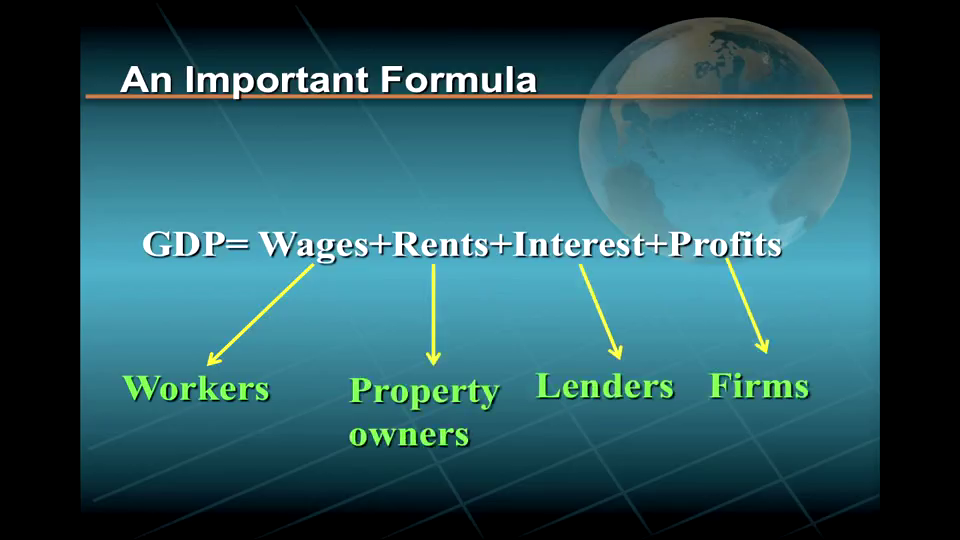 An Important Formula
GDP= Wages+Rents+Interest+Profits
Workers Property Lenders Firms
owners